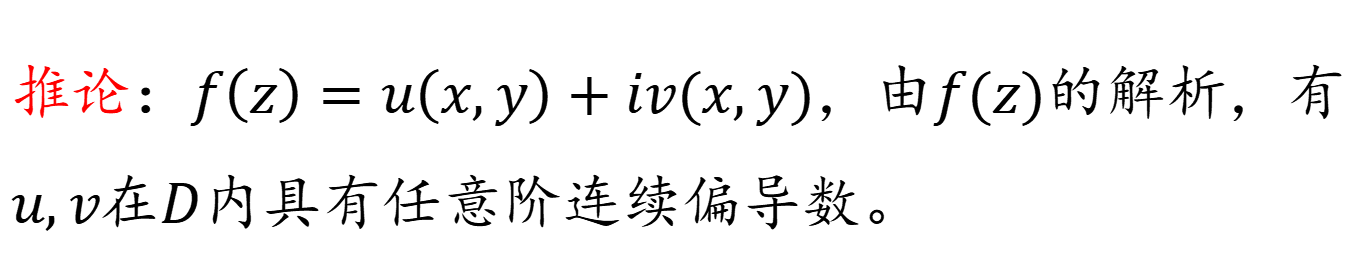 推论：𝑓(𝑧) = 𝑢(𝑥, 𝑦) + 𝑖𝑣(𝑥, 𝑦)，由𝑓(𝑧)的解析，有
𝑢, 𝑣在𝐷内具有任意阶连续偏导数。